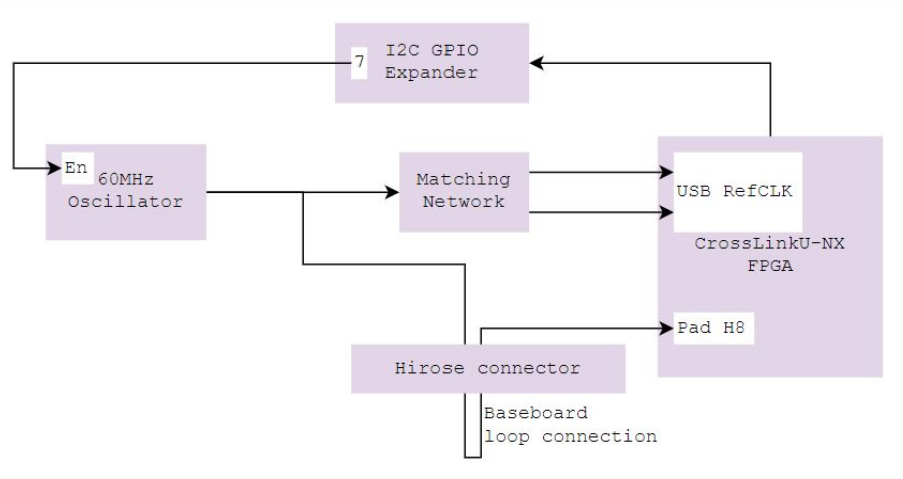 I2C GPIO
Expander
7
En
60MHz
Oscillator
Matching
Network
USB RefCLK
CrossLinkU-NX
FPGA
Pad H8
Hirose connector
Baseboard
loop connection